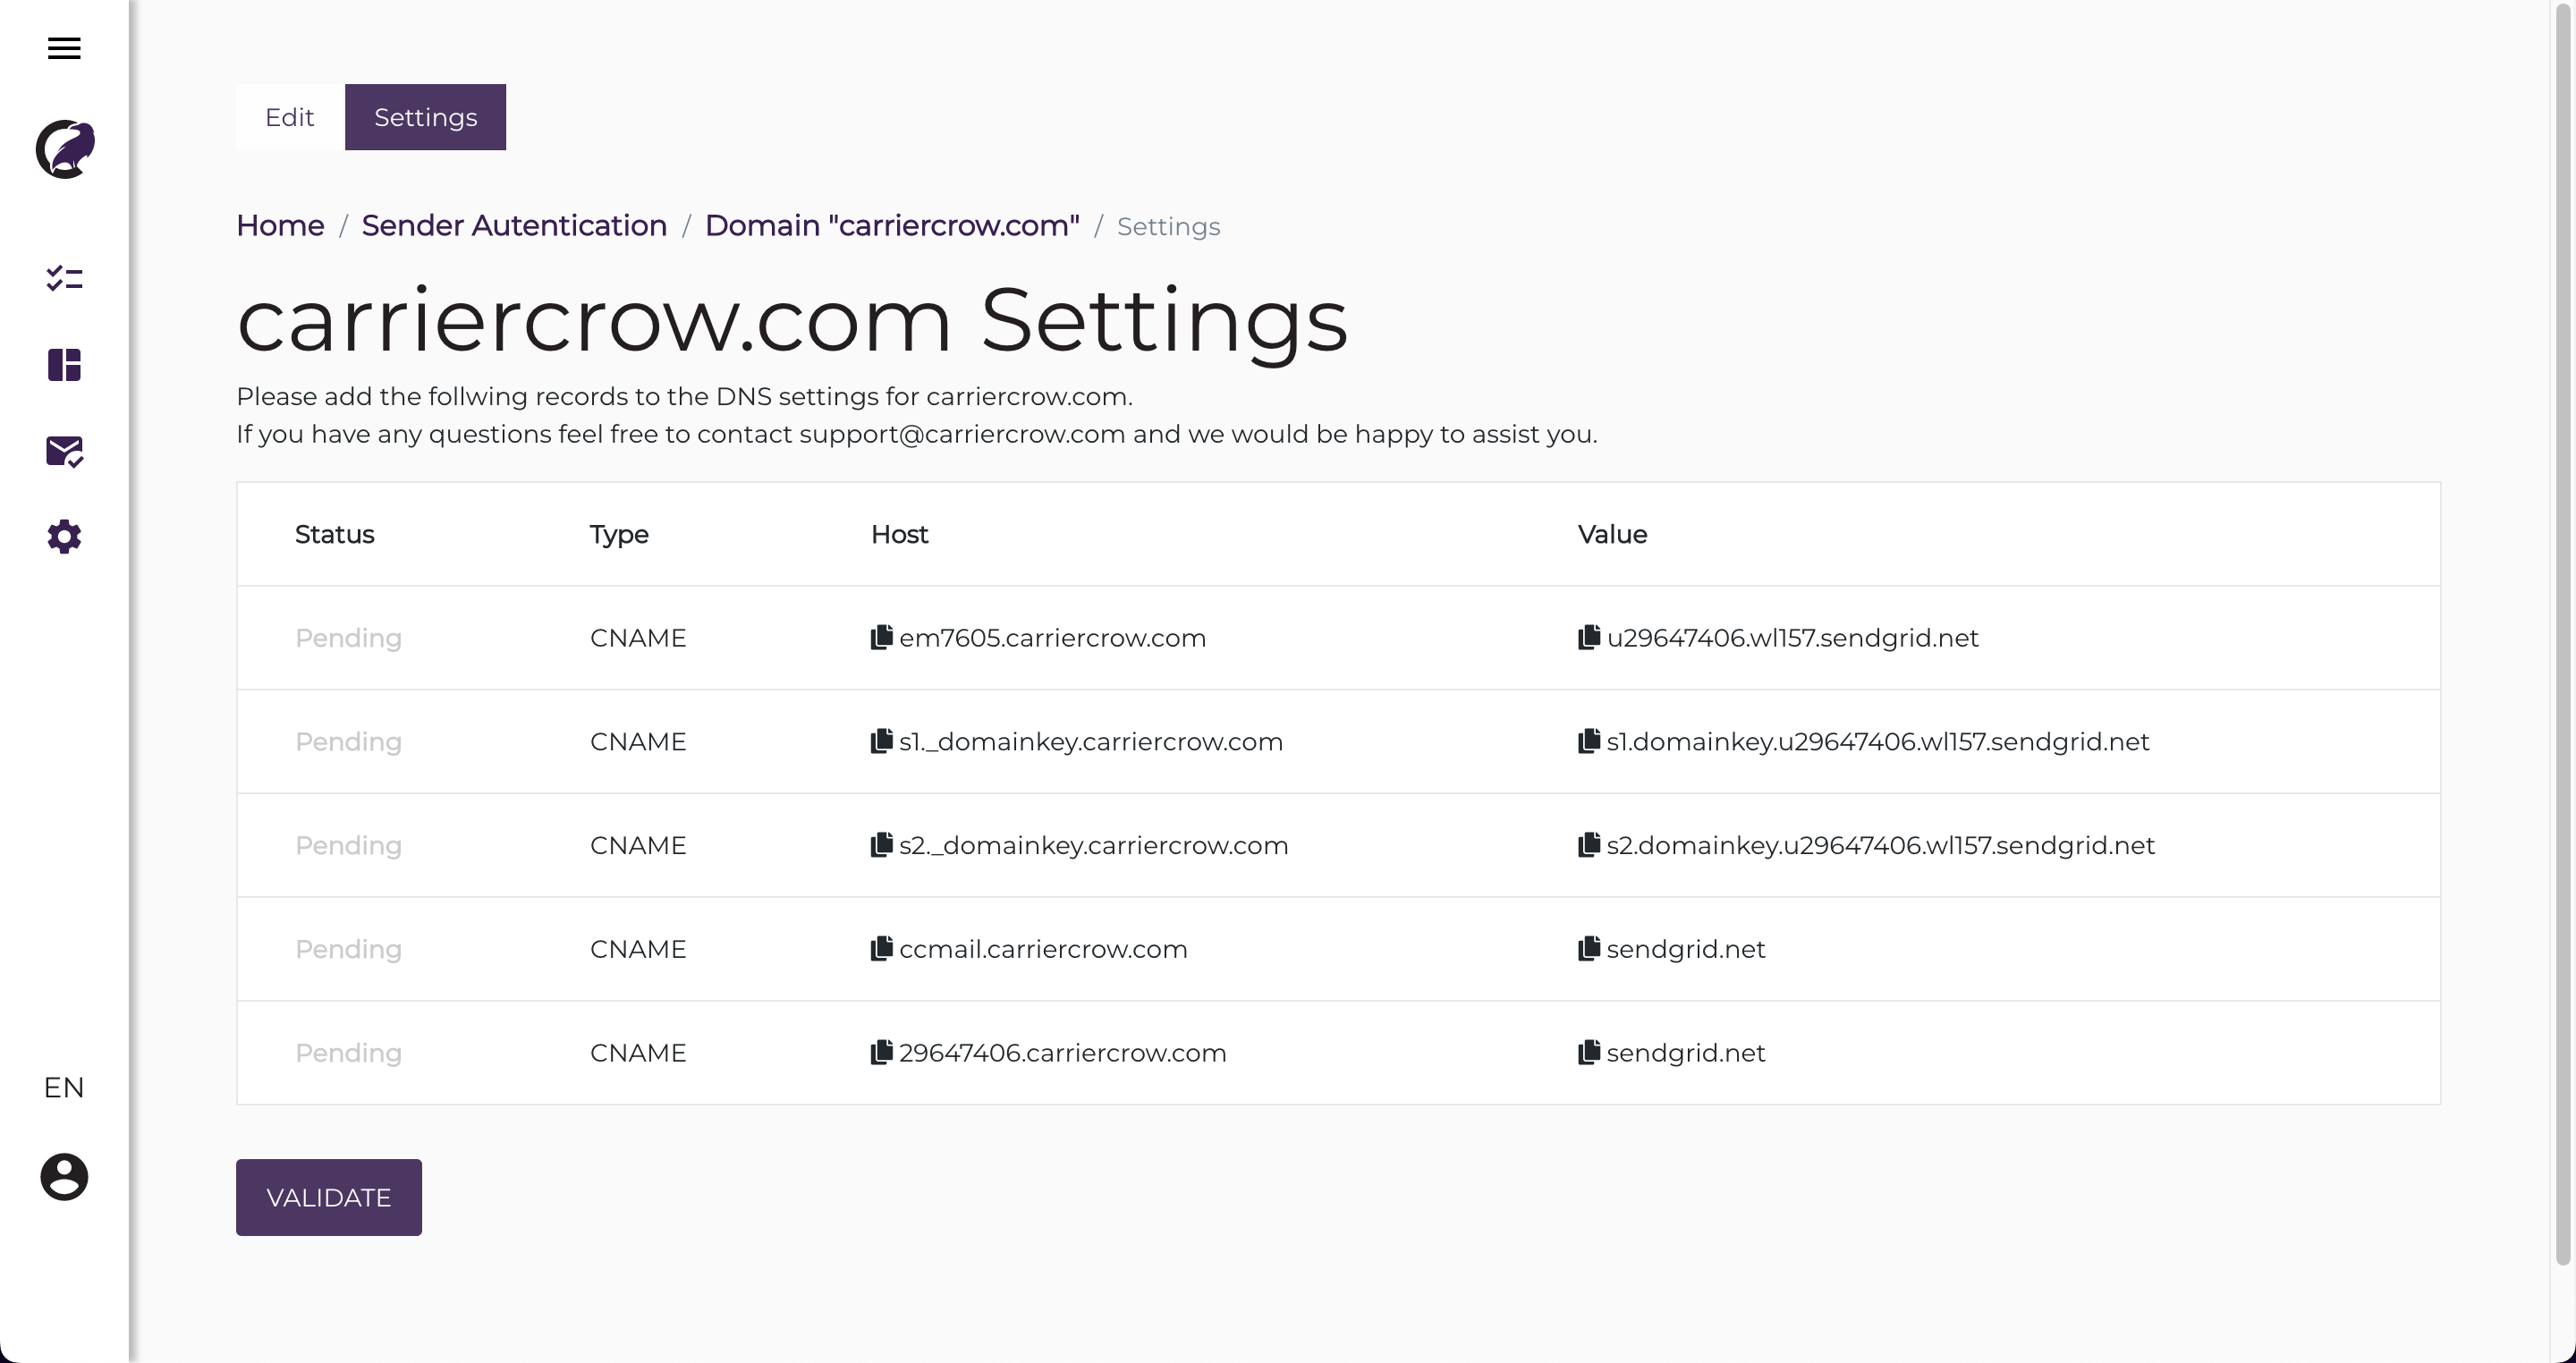 Edit Settings
Home / Sender Autentication / Domain "carriercrow.com" / Settings
carriercrow.com Settings
Please add the follwing records to the DNS settings for carriercrow.com.
If you have any questions feel free to contact support@carriercrow.com and we would be happy to assist you.
Status Type Host Value
Pending CNAME em7605.carriercrow.com u29647406.wl157.sendgrid.net
Pending CNAME s1._domainkey.carriercrow.com s1.domainkey.u29647406.wl157.sendgrid.net
Pending CNAME s2._domainkey.carriercrow.com s2.domainkey.u29647406.wl157.sendgrid.net
Pending CNAME ccmail.carriercrow.com sendgrid.net
Pending CNAME 29647406.carriercrow.com sendgrid.net
EN
VALIDATE